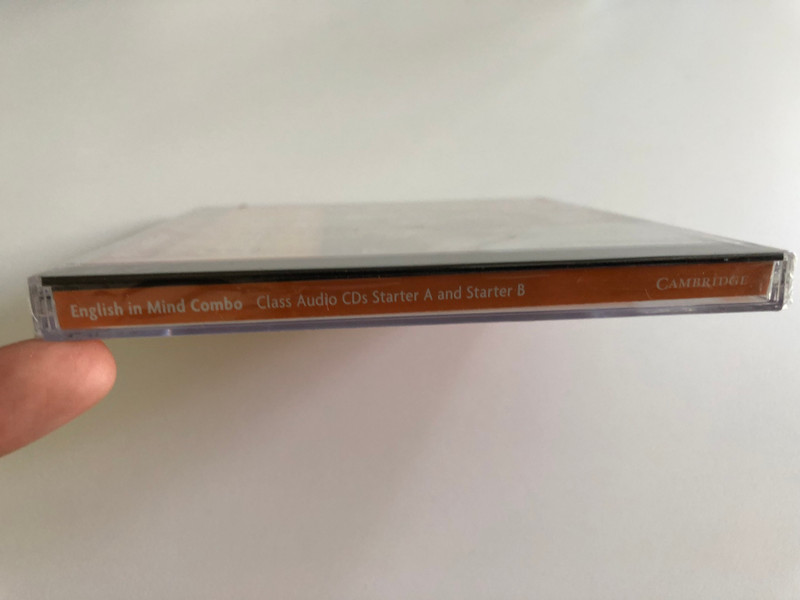 English in Mind Combo Class Audio CDs Starter A and Starter B CAMBRIDGE